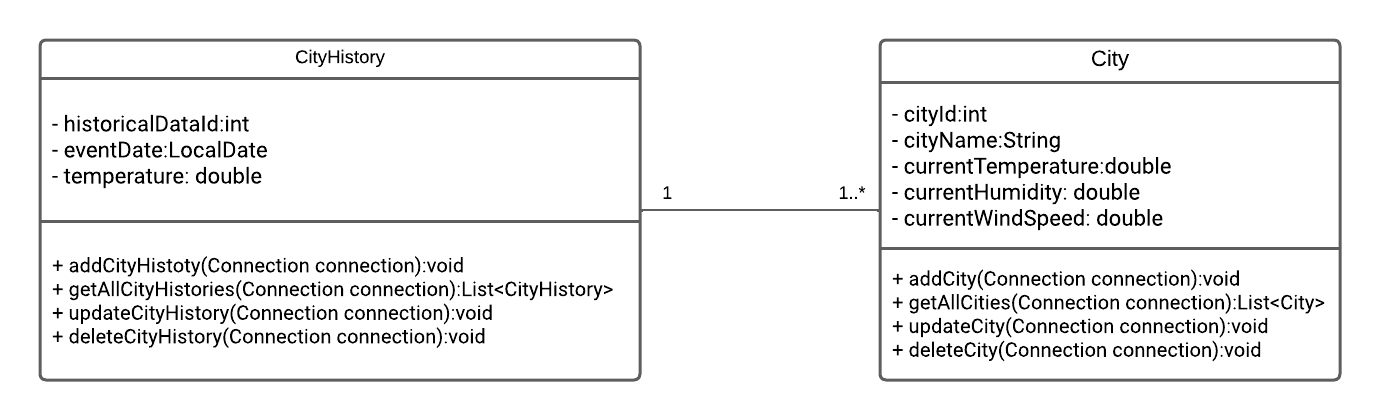 CityHistory
- historicalDataId:int
- eventDate:LocalDate
- temperature: double
+ addCityHistoty(Connection connection):void
+ getAllCityHistories(Connection connection):List<CityHistory>
+ updateCityHistory(Connection connection):void
+ deleteCityHistory(Connection connection):void
1
1..*
City
- cityId:int
- cityName:String
- currentTemperature:double
- currentHumidity: double
- currentWindSpeed: double
+ addCity(Connection connection):void
+ getAllCities(Connection connection):List<City>
+ updateCity(Connection connection):void
+ deleteCity(Connection connection):void